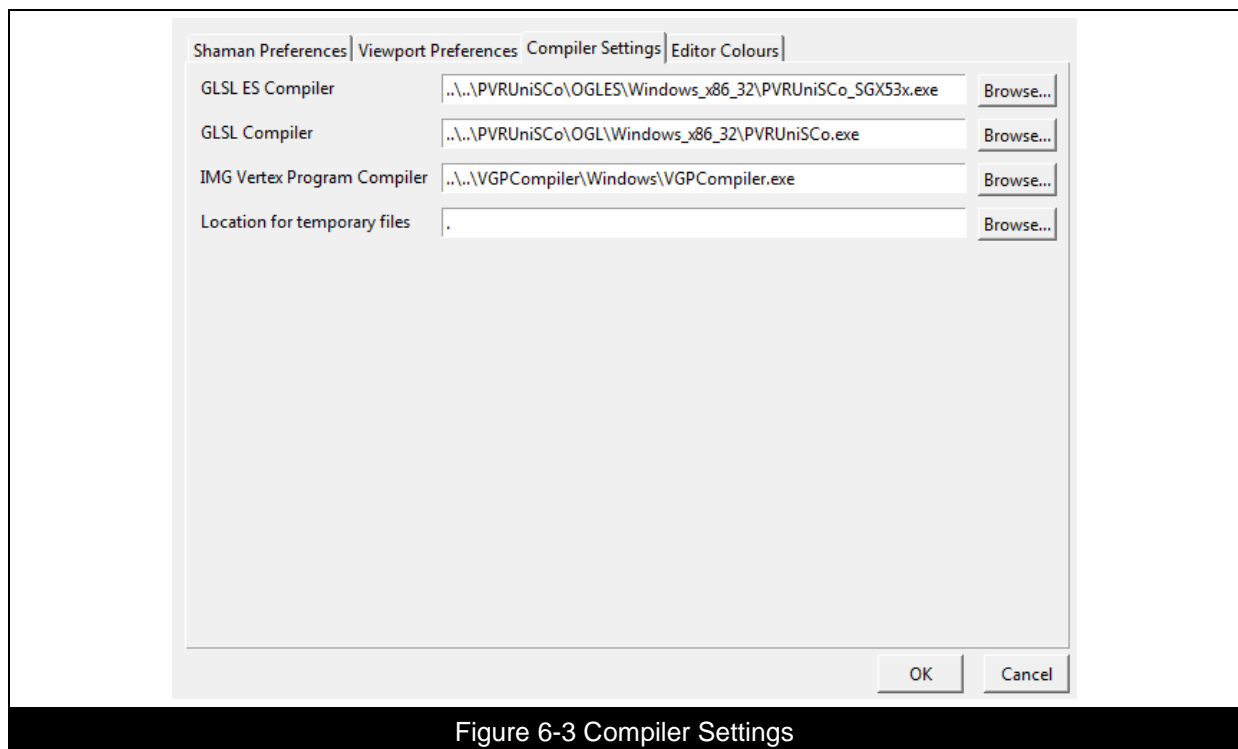 Shaman Preferences Viewport Preferences Compiler Settings Editor Colours
GLSL ES Compiler ..\..\PVRUniSCo\OGLES\Windows_x86_32\PVRUniSCo_SGX53x.exe Browse...
GLSL Compiler ..\..\PVRUniSCo\OGL\Windows_x86_32\PVRUniSCo.exe Browse...
IMG Vertex Program Compiler ..\..\VGPCompiler\Windows\VGPCompiler.exe Browse...
Location for temporary files . Browse...
OK Cancel
Figure 6-3 Compiler Settings